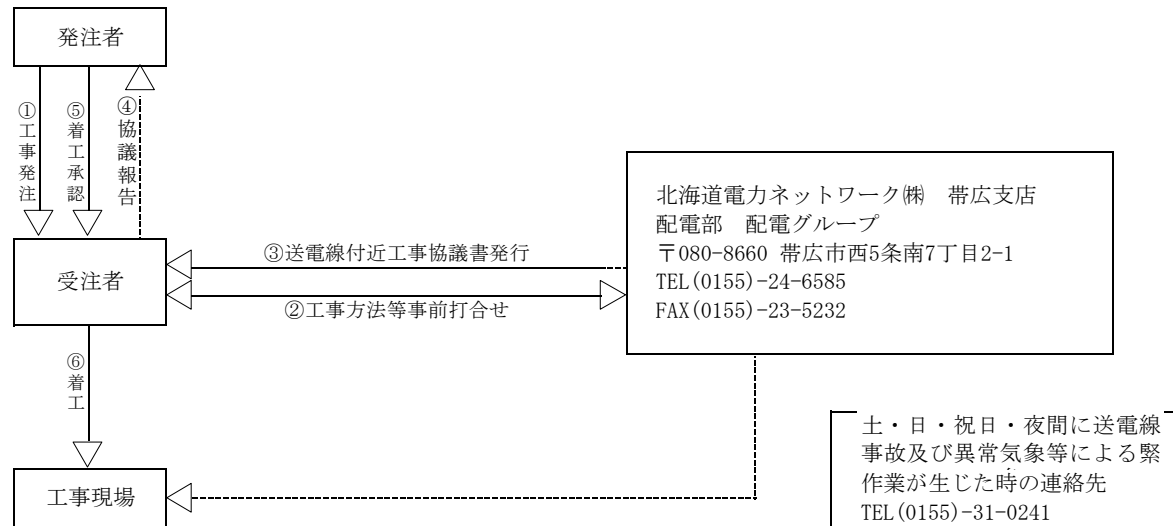 発注者
①工事発注
⑤着工承認
④協議報告
北海道電力ネットワーク㈱　帯広支店
配電部　配電グループ
〒080-8660 帯広市西5条南7丁目2-1
TEL(0155)-24-6585
FAX(0155)-23-5232
受注者
③送電線付近工事協議書発行
②工事方法等事前打合せ
⑥着工
工事現場
土・日・祝日・夜間に送電線
事故及び異常気象等による緊
作業が生じた時の連絡先
TEL(0155)-31-0241